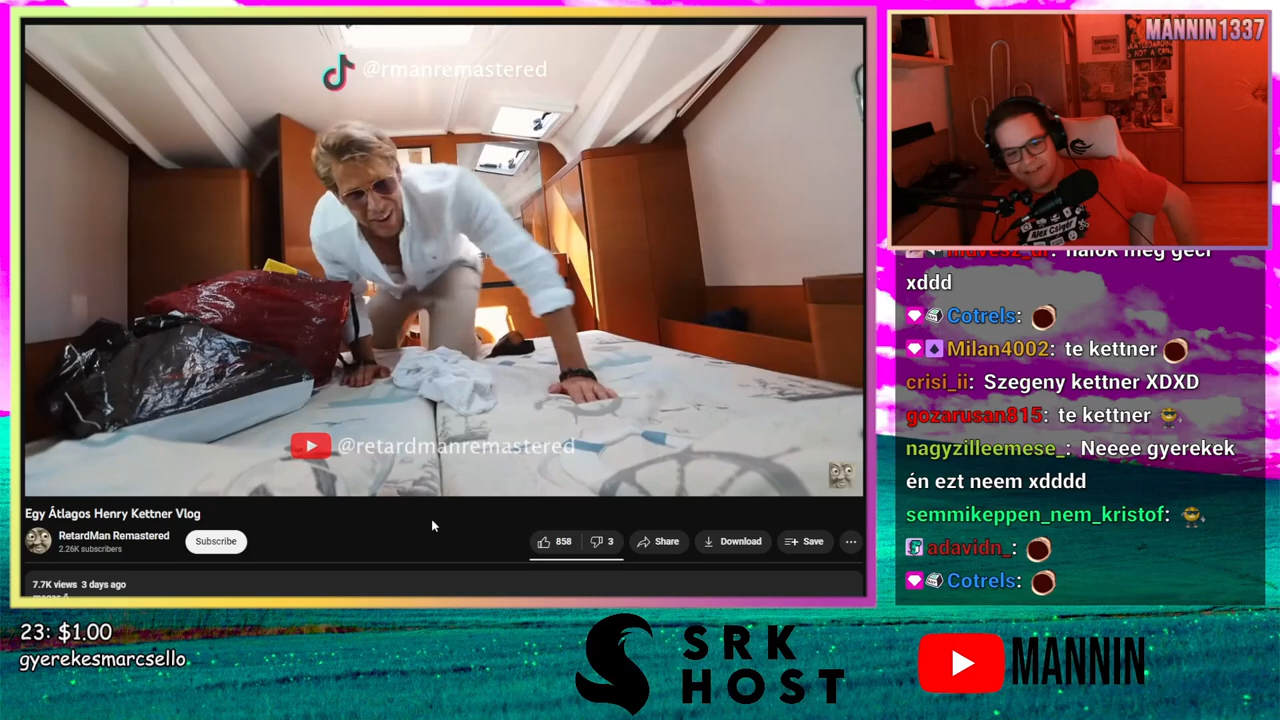 @rmanremastered
@retardmanremastered
Egy Átlagos Henry Kettner Vlog
RetardMan Remastered
2.26K subscribers
Subscribe
858
3
Share
Download
Save
7.7K views 3 days ago
MANNIN1337
xddd
Cotrels:
Milan4002: te kettner
crisi_ii: Szegeny kettner XDXD
gozarusan815: te kettner
nagyzilleemese_: Neeee gyerekek
én ezt neem xdddd
semmikeppen_nem_kristof:
adavidn_:
Cotrels:
23: $1.00
gyerekesmarcsello
SRK
HOST
MANNIN